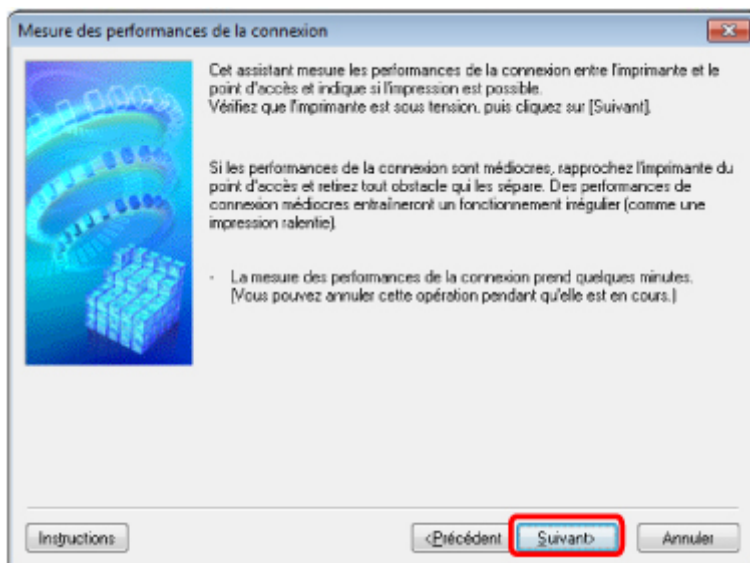 Mesure des performances de la connexion
Cet assistant mesure les performances de la connexion entre l'imprimante et le
point d'accès et indique si l'impression est possible.
Vérifiez que l'imprimante est sous tension, puis cliquez sur [Suivant].
Si les performances de la connexion sont médiocres, rapprochez l'imprimante du
point d'accès et retirez tout obstacle qui les sépare. Des performances de
connexion médiocres entraîneront un fonctionnement irrégulier (comme une
impression ralentie).
- La mesure des performances de la connexion prend quelques minutes.
(Vous pouvez annuler cette opération pendant qu'elle est en cours.)
Instructions
<Précédent
Suivant>
Annuler